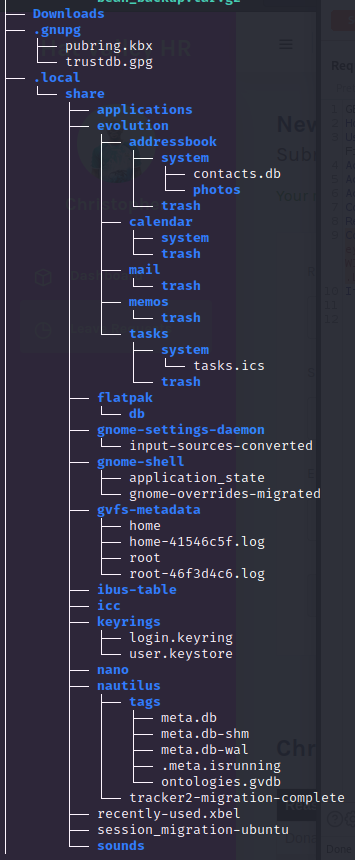 Downloads
.gnupg
pubring.kbx
trustdb.gpg
.local
share
applications
evolution
addressbook
system
contacts.db
photos
trash
calendar
system
trash
mail
trash
memos
trash
tasks
system
tasks.ics
trash
flatpak
db
gnome-settings-daemon
input-sources-converted
gnome-shell
application_state
gnome-overrides-migrated
gvfs-metadata
home
home-41546c5f.log
root
root-46f3d4c6.log
ibus-table
icc
keyrings
login.keyring
user.keystore
nano
nautilus
tags
meta.db
meta.db-shm
meta.db-wal
.meta.isrunning
ontologies.gvdb
tracker2-migration-complete
recently-used.xbel
session_migration-ubuntu
sounds